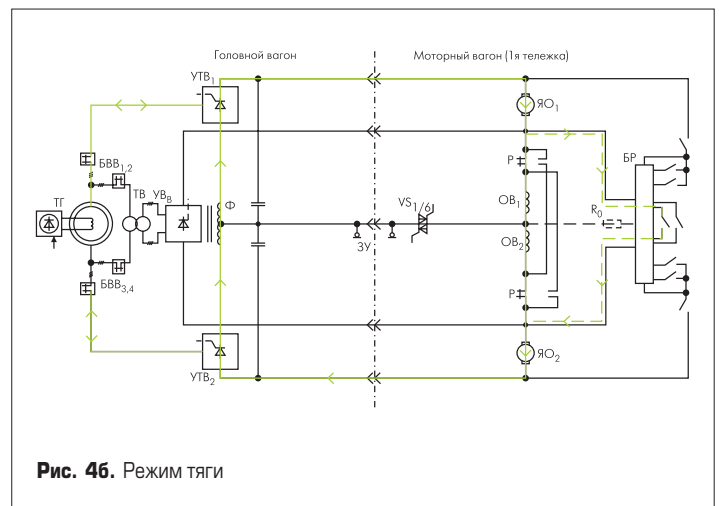 Головной вагон
Моторный вагон (1я тележка)
УТВ1
ЯО1
БВВ1,2
ТВ
УВВ
ТГ
Ф
VS1/6
ЗУ
Р
ОВ1
ОВ2
R0
БР
БВВ3,4
Р
УТВ2
ЯО2
Рис. 4б. Режим тяги